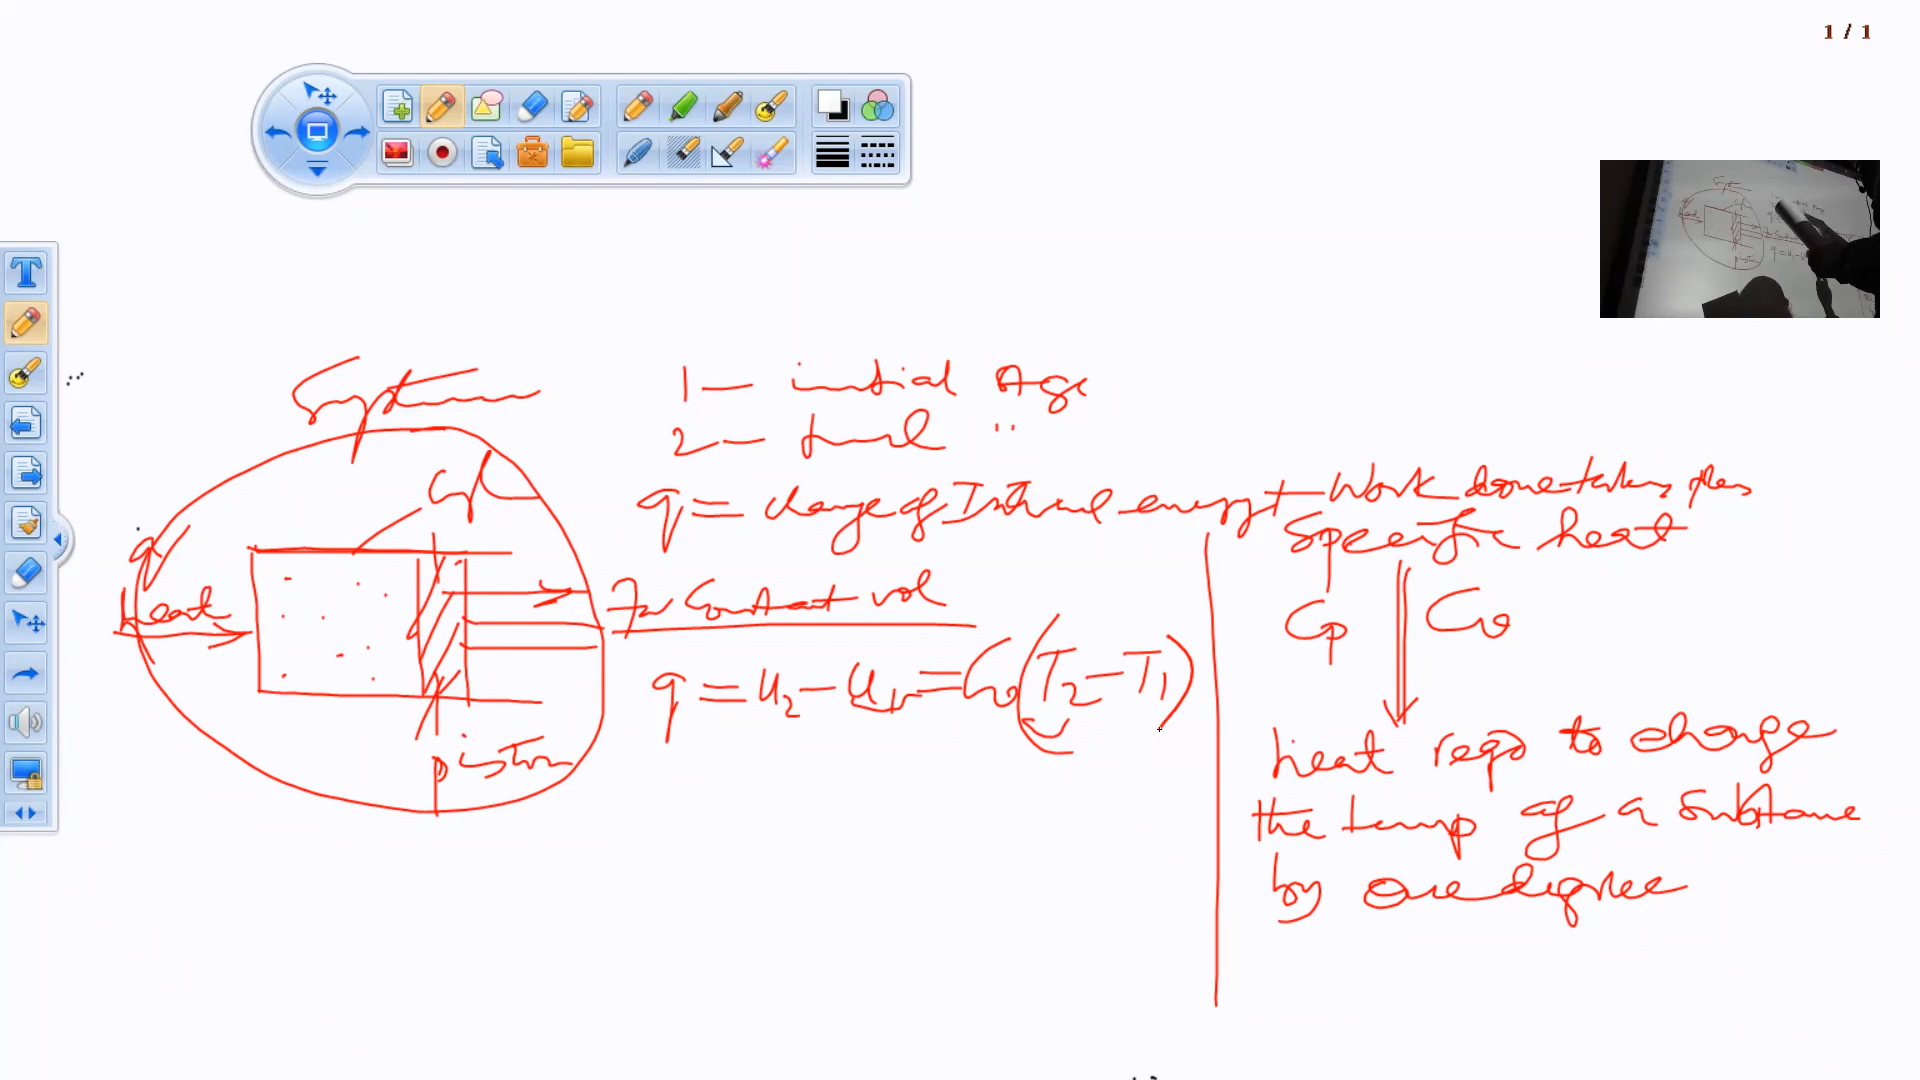 1 / 1
System
1 — initial stage
2 — final "
cyl
q = change of Internal energy + Work done taking place
q
Heat
For Constant vol
q = u2 – u1 = Cv (T2 – T1)
piston
Specific heat
Cp Cv
heat reqd to change
the temp of a substance
by one degree